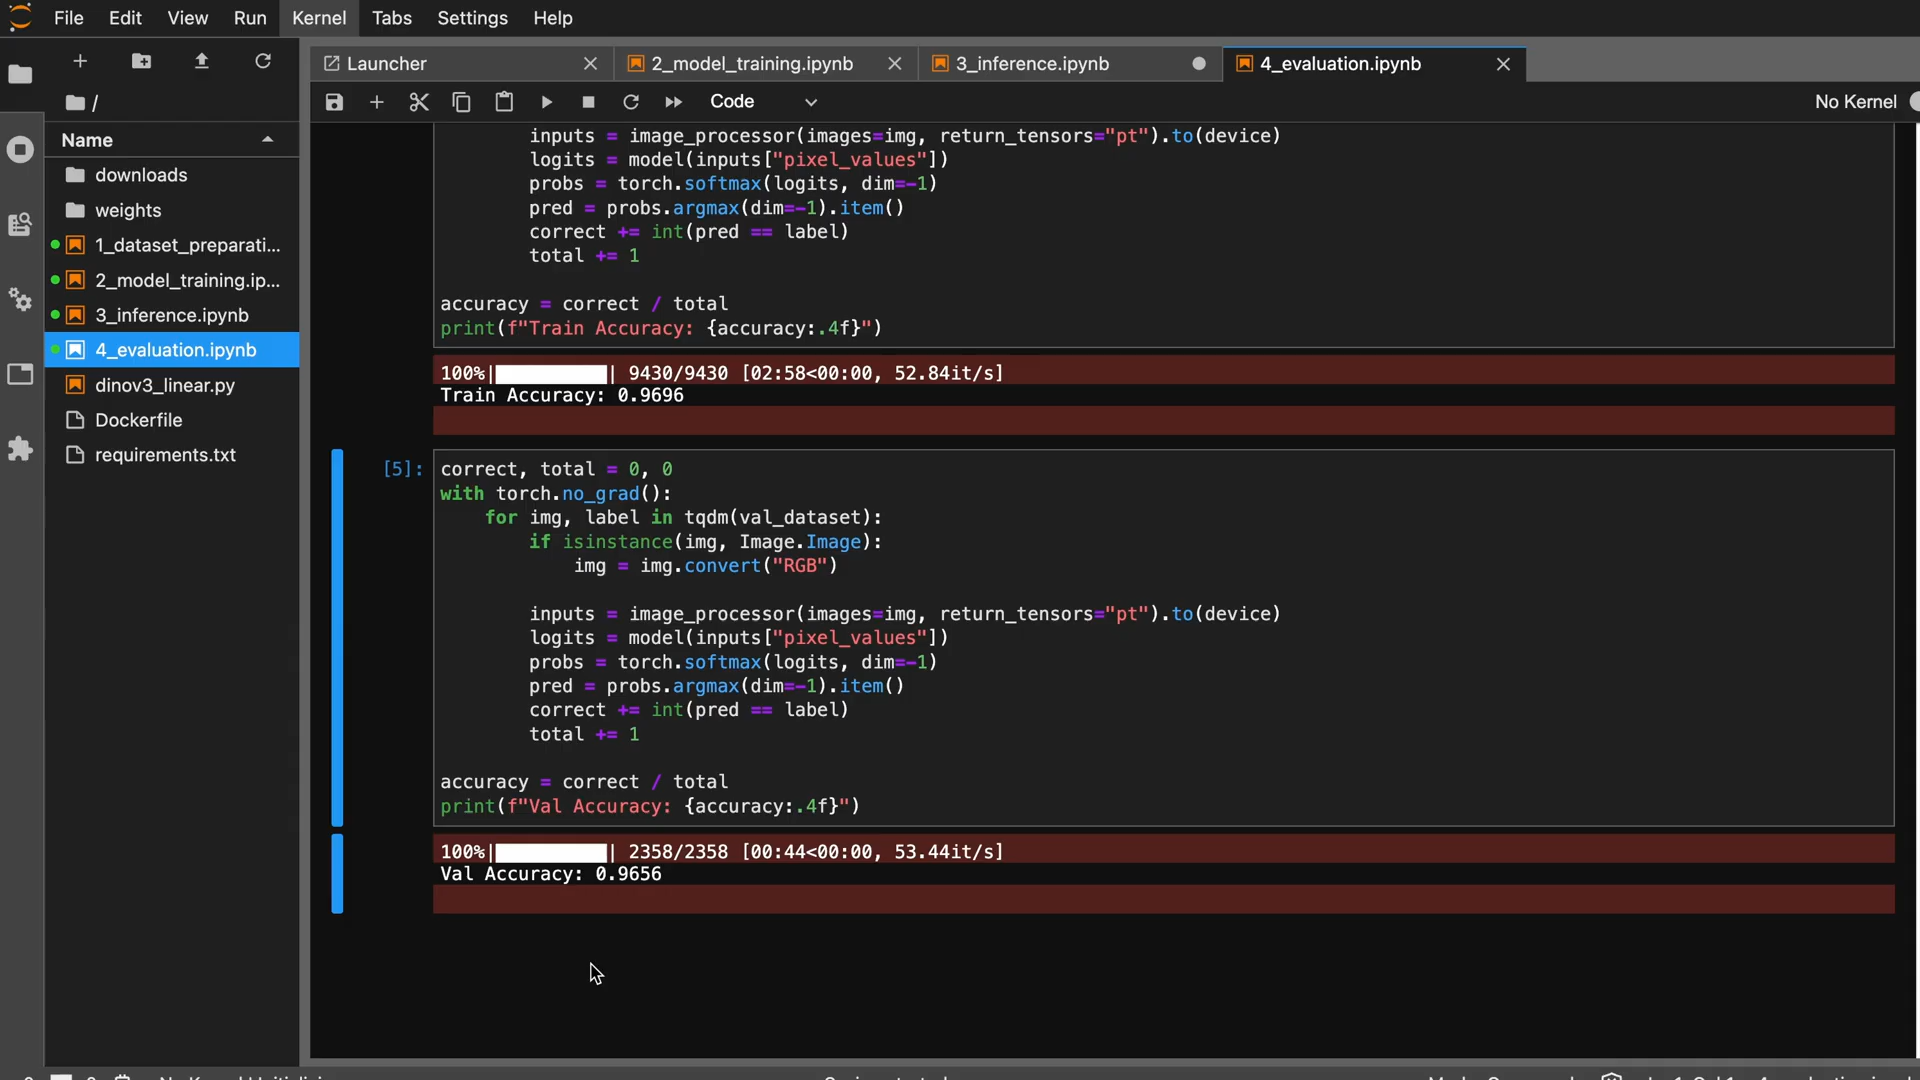 File Edit View Run Kernel Tabs Settings Help
Launcher
2_model_training.ipynb
3_inference.ipynb
4_evaluation.ipynb
Code
No Kernel
/
Name
downloads
weights
1_dataset_preparati...
2_model_training.ip...
3_inference.ipynb
4_evaluation.ipynb
dinov3_linear.py
Dockerfile
requirements.txt
inputs = image_processor(images=img, return_tensors="pt").to(device)
logits = model(inputs["pixel_values"])
probs = torch.softmax(logits, dim=-1)
pred = probs.argmax(dim=-1).item()
correct += int(pred == label)
total += 1
accuracy = correct / total
print(f"Train Accuracy: {accuracy:.4f}")
100%|██████████| 9430/9430 [02:58<00:00, 52.84it/s]
Train Accuracy: 0.9696
[5]:
correct, total = 0, 0
with torch.no_grad():
for img, label in tqdm(val_dataset):
if isinstance(img, Image.Image):
img = img.convert("RGB")
inputs = image_processor(images=img, return_tensors="pt").to(device)
logits = model(inputs["pixel_values"])
probs = torch.softmax(logits, dim=-1)
pred = probs.argmax(dim=-1).item()
correct += int(pred == label)
total += 1
accuracy = correct / total
print(f"Val Accuracy: {accuracy:.4f}")
100%|██████████| 2358/2358 [00:44<00:00, 53.44it/s]
Val Accuracy: 0.9656